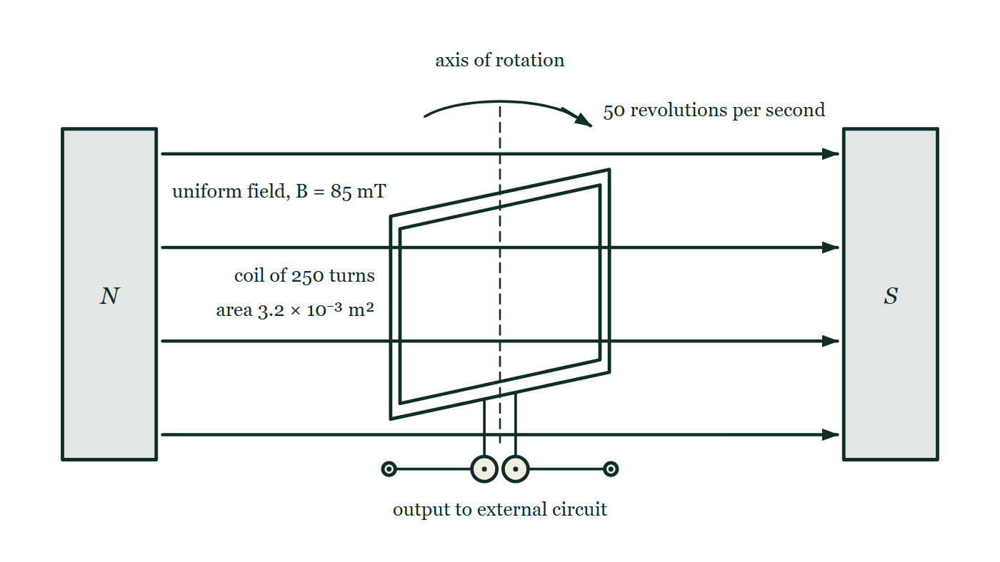 axis of rotation
50 revolutions per second
uniform field, B = 85 mT
coil of 250 turns
area 3.2 × 10⁻³ m²
N
S
output to external circuit